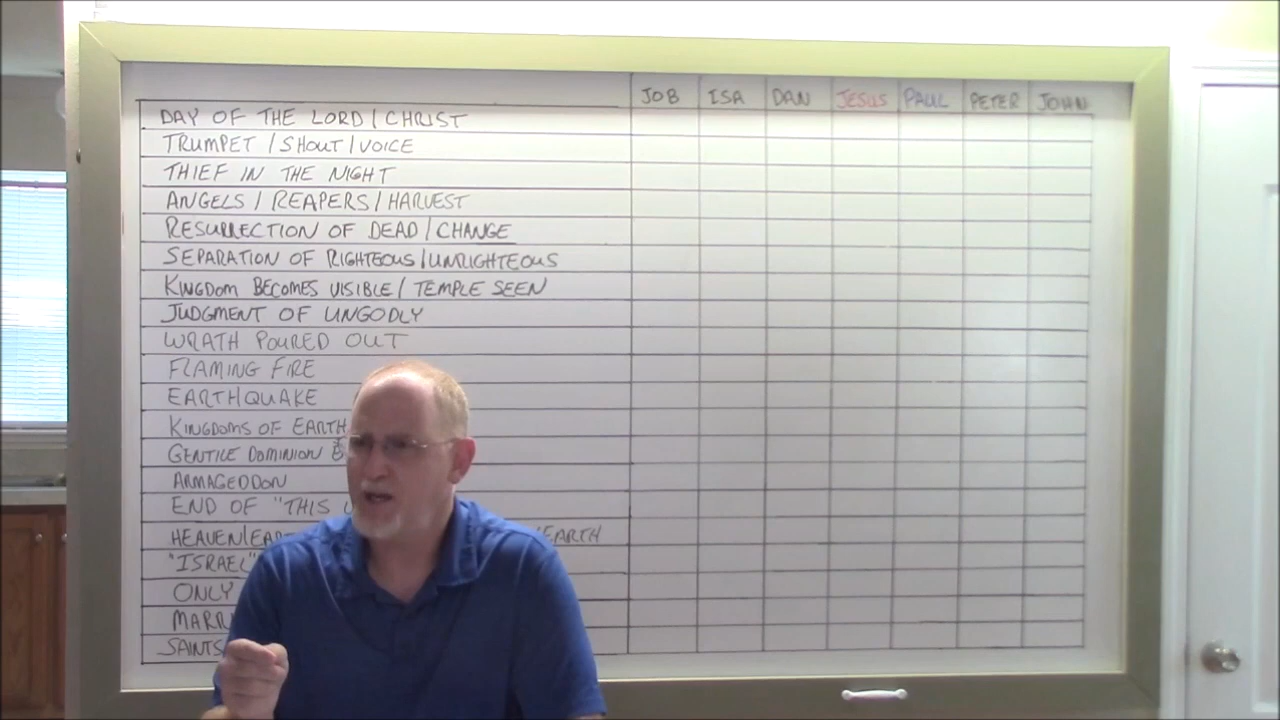 JOB ISA DAN JESUS PAUL PETER JOHN
DAY OF THE LORD/CHRIST
TRUMPET/SHOUT/VOICE
THIEF IN THE NIGHT
ANGELS/REAPERS/HARVEST
RESURRECTION OF DEAD/CHANGE
SEPARATION OF RIGHTEOUS/UNRIGHTEOUS
KINGDOM BECOMES VISIBLE/TEMPLE SEEN
JUDGMENT OF UNGODLY
WRATH POURED OUT
FLAMING FIRE
EARTHQUAKE
KINGDOMS OF EARTH
GENTILE DOMINION
ARMAGEDDON
END OF "THIS
HEAVEN/EARTH
"ISRAEL"
ONLY
SAINTS